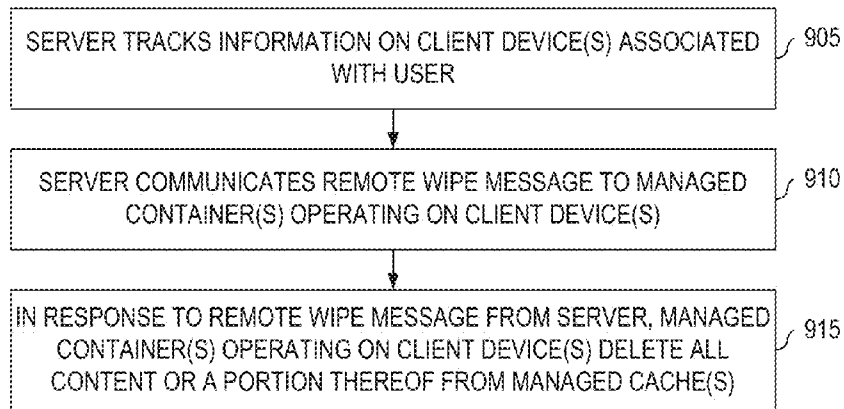 SERVER TRACKS INFORMATION ON CLIENT DEVICE(S) ASSOCIATED
WITH USER
905
SERVER COMMUNICATES REMOTE WIPE MESSAGE TO MANAGED
CONTAINER(S) OPERATING ON CLIENT DEVICE(S)
910
IN RESPONSE TO REMOTE WIPE MESSAGE FROM SERVER, MANAGED
CONTAINER(S) OPERATING ON CLIENT DEVICE(S) DELETE ALL
CONTENT OR A PORTION THEREOF FROM MANAGED CACHE(S)
915